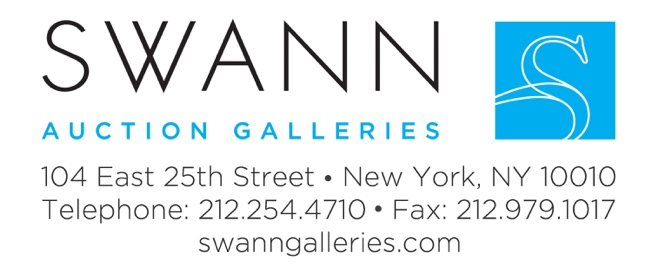 SWANN
AUCTION GALLERIES
104 East 25th Street • New York, NY 10010
Telephone: 212.254.4710 • Fax: 212.979.1017
swanngalleries.com